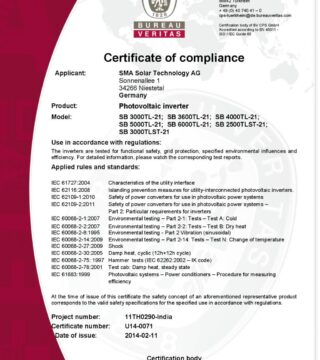 Germany
+ 49 (0) 40 740 41 – 0
cps-tuerkheim@de.bureauveritas.com
Certification body of BV CPS GmbH
Accredited according to EN 45011 -
ISO / IEC Guide 65
1828
BUREAU
VERITAS
Certificate of compliance
Applicant: SMA Solar Technology AG
Sonnenallee 1
34266 Niestetal
Germany
Product: Photovoltaic inverter
Model: SB 3000TL-21; SB 3600TL-21; SB 4000TL-21;
SB 5000TL-21; SB 6000TL-21; SB 2500TLST-21;
SB 3000TLST-21
Use in accordance with regulations:
The inverters are tested for functional safety, grid protection, specified environmental influences and
efficiency. For detailed information, please watch the corresponding test reports.
Applied rules and standards:
IEC 61727:2004 Characteristics of the utility interface
IEC 62116:2008 Islanding prevention measures for utility-interconnected photovoltaic inverters.
IEC 62109-1:2010 Safety of power converters for use in photovoltaic power systems
IEC 62109-2:2011 Safety of power converters for use in photovoltaic power systems –
Part 2: Particular requirements for inverters
IEC 60068-2-1:2007 Environmental testing – Part 2-1: Tests – Test A: Cold
IEC 60068-2-2:2007 Environmental testing – Part 2-2: Tests – Test B: Dry heat
IEC 60068-2-6:1995 Environmental testing – Part 2 Vibration (sinusoidal)
IEC 60068-2-14:2009 Environmental testing – Part 2-14: Tests – Test N: Change of temperature
IEC 60068-2-27:2009 Shock
IEC 60068-2-30:2005 Damp heat, cyclic (12h+12h cycle)
IEC 60068-2-75: 1997 Hammer tests (IEC 62262:2002 – IK code)
IEC 60068-2-78:2001 Test cab: Damp heat, steady state
IEC 61683:1999 Photovoltaic systems – Power conditioners – Procedure for measuring
efficiency
At the time of issue of this certificate the safety concept of an aforementioned representative product
corresponds to the valid safety specifications for the specified use in accordance with regulations.
Project number: 11TH0290-India
Certificate number: U14-0071
Date of issue: 2014-02-11
Certification body